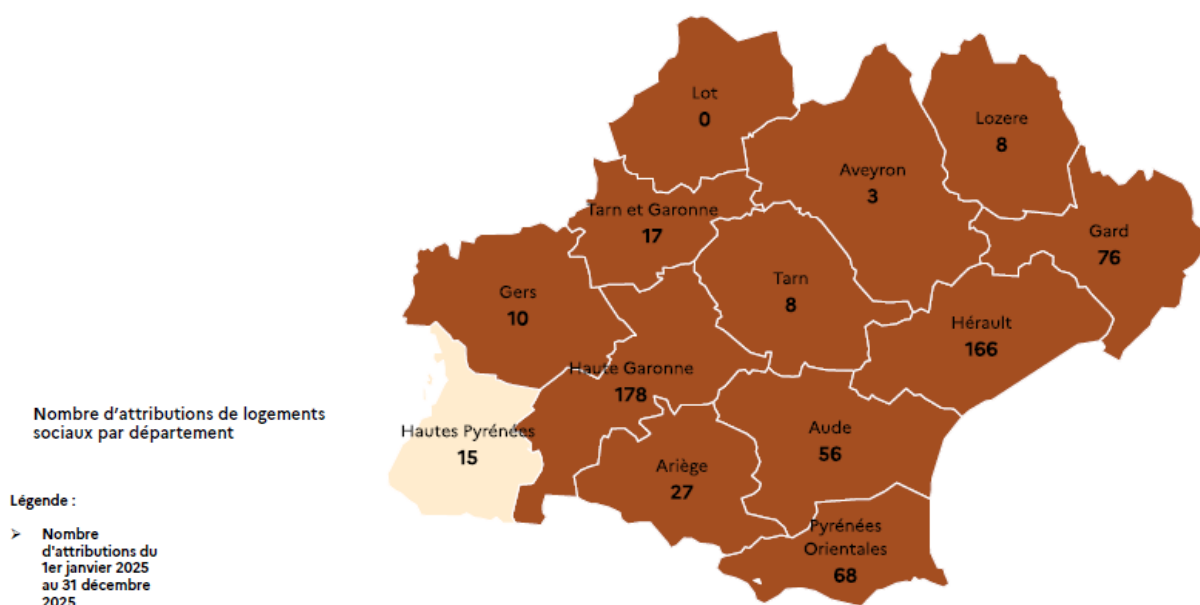 Lot
0
Lozere
8
Aveyron
3
Tarn et Garonne
17
Gard
76
Tarn
8
Gers
10
Hérault
166
Haute Garonne
178
Nombre d'attributions de logements
sociaux par département
Hautes Pyrénées
15
Aude
56
Ariège
27
Légende :
➢ Nombre
d'attributions du
1er janvier 2025
au 31 décembre
2025
Pyrénées
Orientales
68